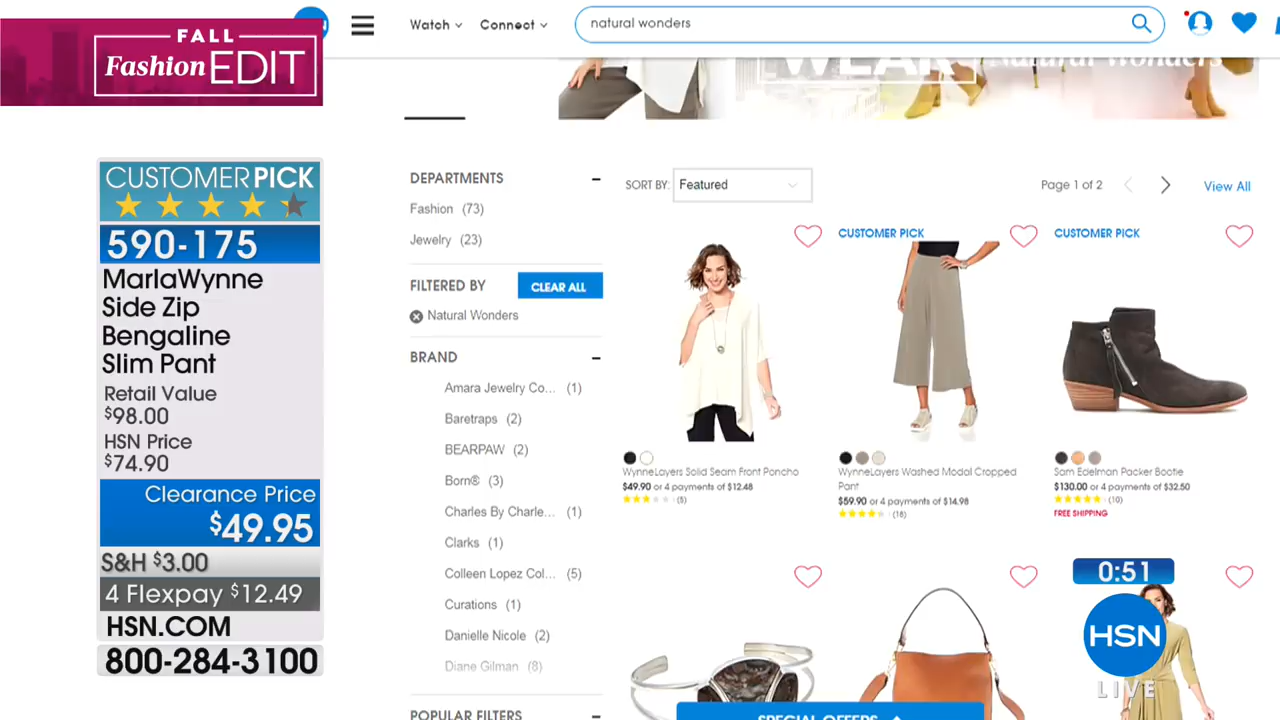 FALL
Fashion EDIT
Watch
Connect
natural wonders
WEAR
Natural Wonders
CUSTOMER PICK
590-175
MarlaWynne
Side Zip
Bengaline
Slim Pant
Retail Value
$98.00
HSN Price
$74.90
Clearance Price
$49.95
S&H $3.00
4 Flexpay $12.49
HSN.COM
800-284-3100
DEPARTMENTS
Fashion (73)
Jewelry (23)
FILTERED BY
CLEAR ALL
Natural Wonders
BRAND
Amara Jewelry Co... (1)
Baretraps (2)
BEARPAW (2)
Born® (3)
Charles By Charle... (1)
Clarks (1)
Colleen Lopez Col... (5)
Curations (1)
Danielle Nicole (2)
Diane Gilman (8)
POPULAR FILTERS
SORT BY: Featured
Page 1 of 2
View All
WynneLayers Solid Seam Front Poncho
$49.90 or 4 payments of $12.48
(5)
CUSTOMER PICK
WynneLayers Washed Modal Cropped
Pant
$59.90 or 4 payments of $14.98
(18)
CUSTOMER PICK
Sam Edelman Packer Bootie
$130.00 or 4 payments of $32.50
(10)
FREE SHIPPING
SPECIAL OFFERS
0:51
HSN
LIVE